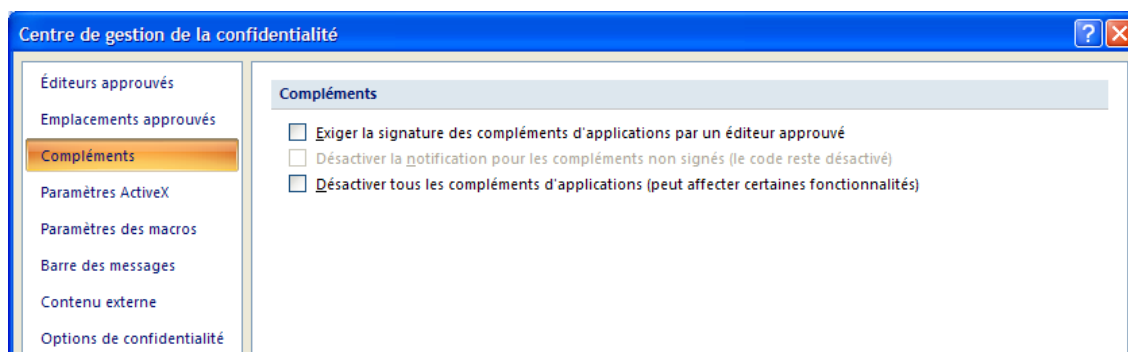 Centre de gestion de la confidentialité
Éditeurs approuvés
Emplacements approuvés
Compléments
Paramètres ActiveX
Paramètres des macros
Barre des messages
Contenu externe
Options de confidentialité
Compléments
Exiger la signature des compléments d'applications par un éditeur approuvé
Désactiver la notification pour les compléments non signés (le code reste désactivé)
Désactiver tous les compléments d'applications (peut affecter certaines fonctionnalités)